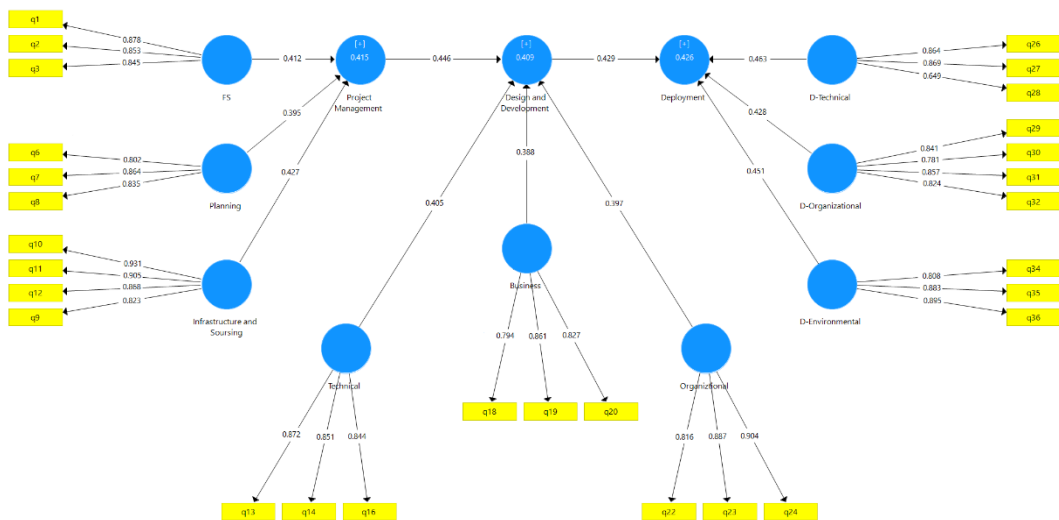 q1
q2
q3
0.878
0.853
0.845
FS
0.412
[+]
0.415
Project
Management
0.446
[+]
0.409
Design and
Development
0.429
[+]
0.426
Deployment
0.463
D-Technical
0.864
0.869
0.649
q26
q27
q28
q6
q7
q8
0.802
0.864
0.835
Planning
0.395
0.427
0.388
0.428
0.451
D-Organizational
0.841
0.781
0.857
0.824
q29
q30
q31
q32
q10
q11
q12
q9
0.931
0.905
0.868
0.823
Infrastructure and
Soursing
0.405
0.397
Business
0.794
0.861
0.827
q18
q19
q20
D-Environmental
0.808
0.883
0.895
q34
q35
q36
Technical
0.872
0.851
0.844
q13
q14
q16
Organiztional
0.816
0.887
0.904
q22
q23
q24